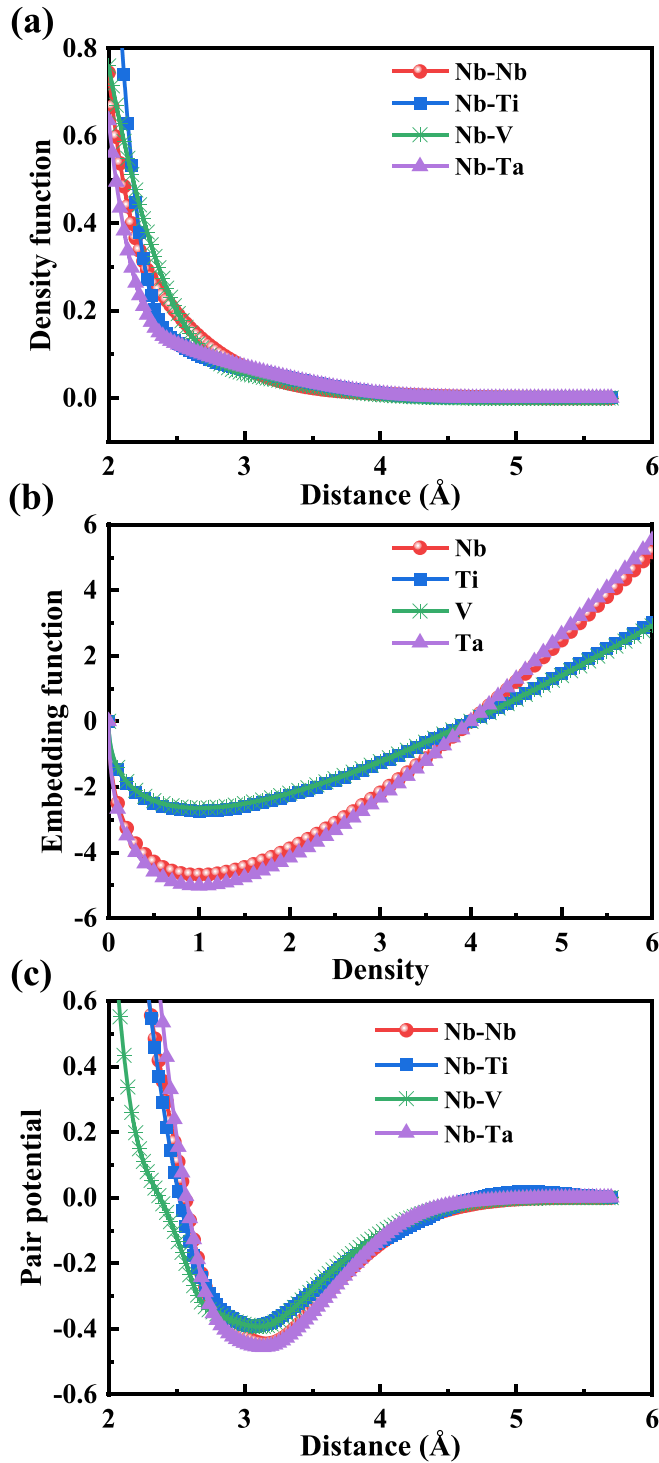 (a)
0.8
0.6
0.4
0.2
0.0
Density function
Nb-Nb
Nb-Ti
Nb-V
Nb-Ta
2 3 4 5 6
Distance (Å)
(b)
6
4
2
0
-2
-4
-6
Embedding function
Nb
Ti
V
Ta
0 1 2 3 4 5 6
Density
(c)
0.6
0.4
0.2
0.0
-0.2
-0.4
-0.6
Pair potential
Nb-Nb
Nb-Ti
Nb-V
Nb-Ta
2 3 4 5 6
Distance (Å)